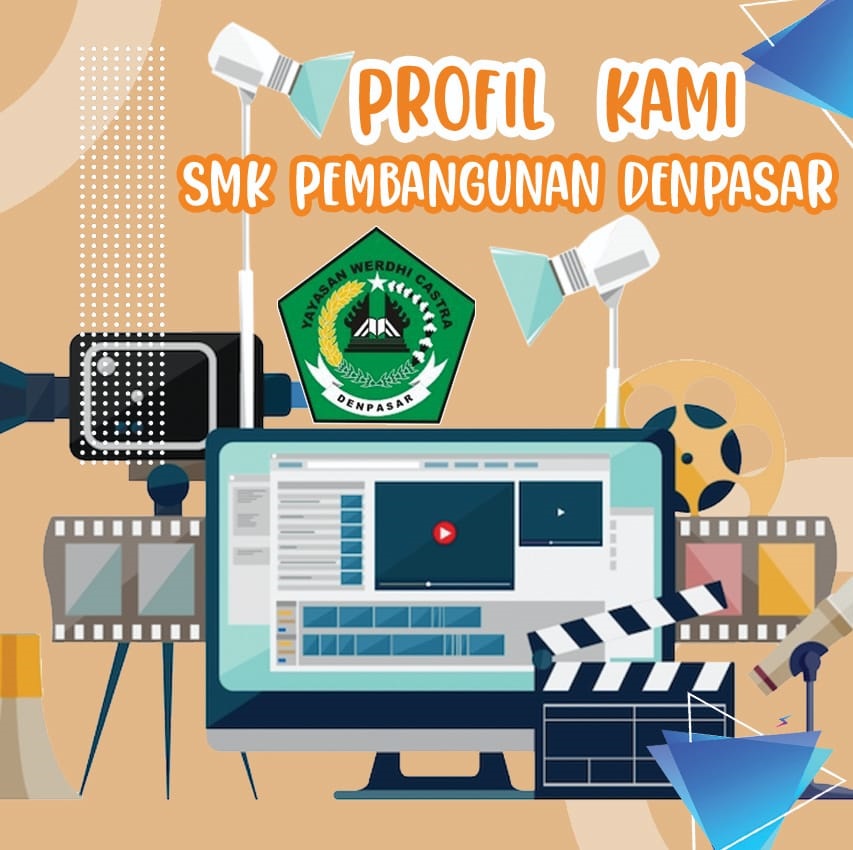 PROFIL KAMI
SMK PEMBANGUNAN DENPASAR
YAYASAN WERDHI CASTRA
DENPASAR